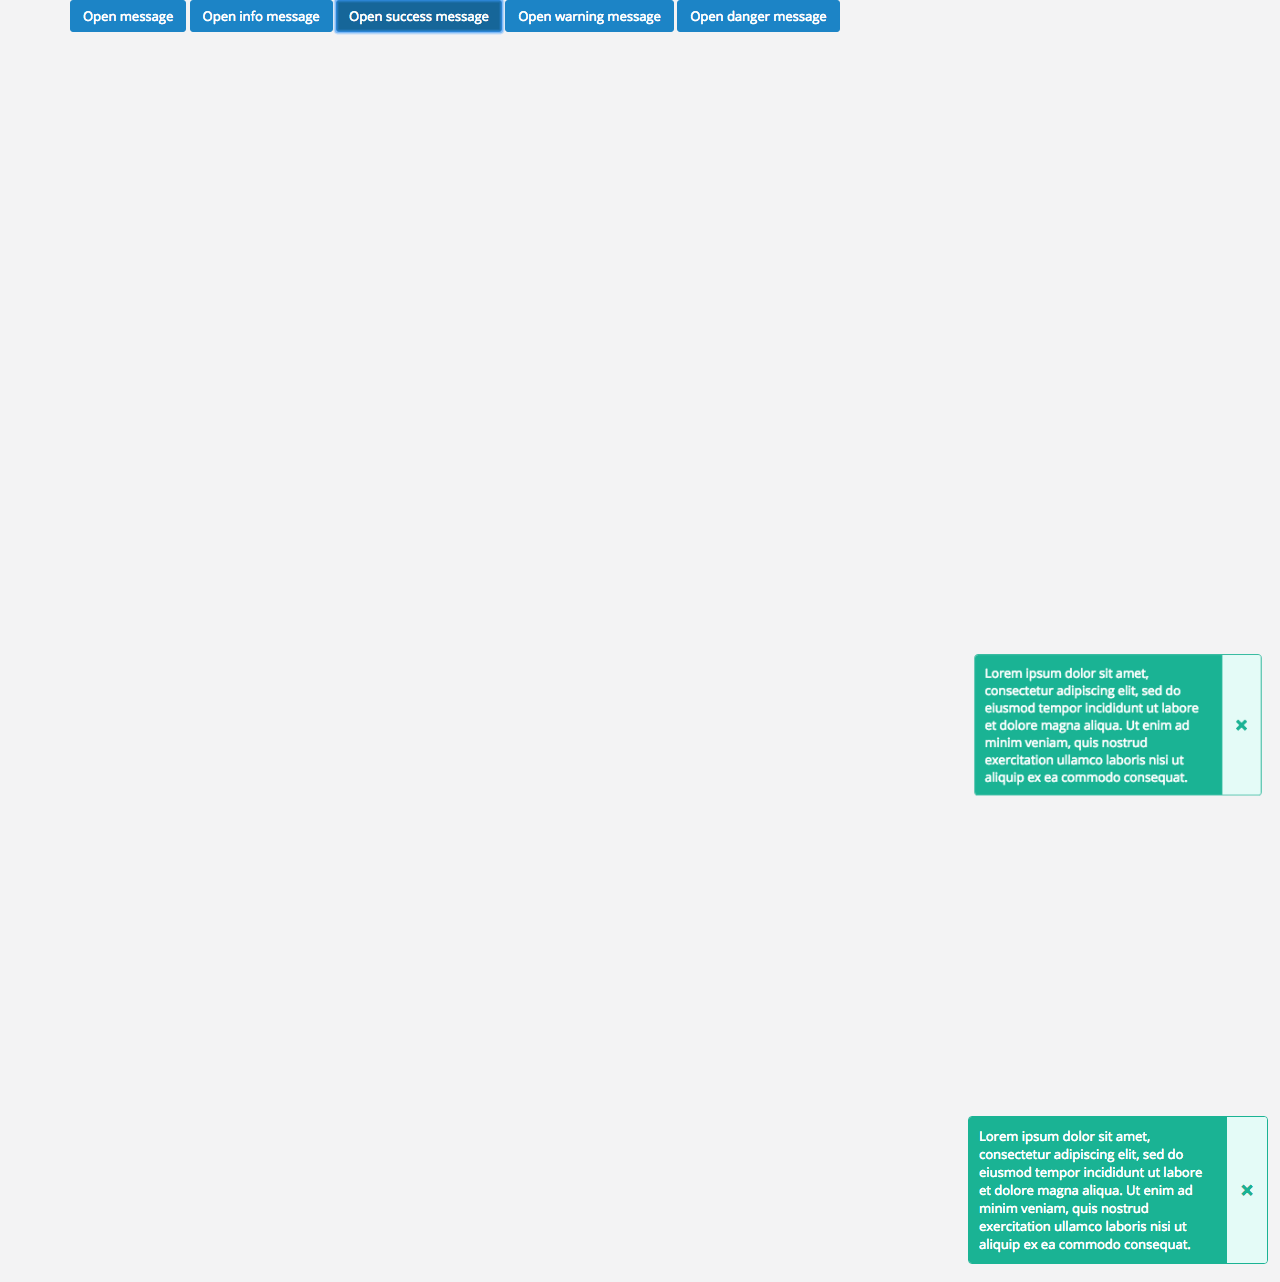 Open message Open info message Open success message Open warning message Open danger message
Lorem ipsum dolor sit amet,
consectetur adipiscing elit, sed do
eiusmod tempor incididunt ut labore
et dolore magna aliqua. Ut enim ad
minim veniam, quis nostrud
exercitation ullamco laboris nisi ut
aliquip ex ea commodo consequat.
Lorem ipsum dolor sit amet,
consectetur adipiscing elit, sed do
eiusmod tempor incididunt ut labore
et dolore magna aliqua. Ut enim ad
minim veniam, quis nostrud
exercitation ullamco laboris nisi ut
aliquip ex ea commodo consequat.